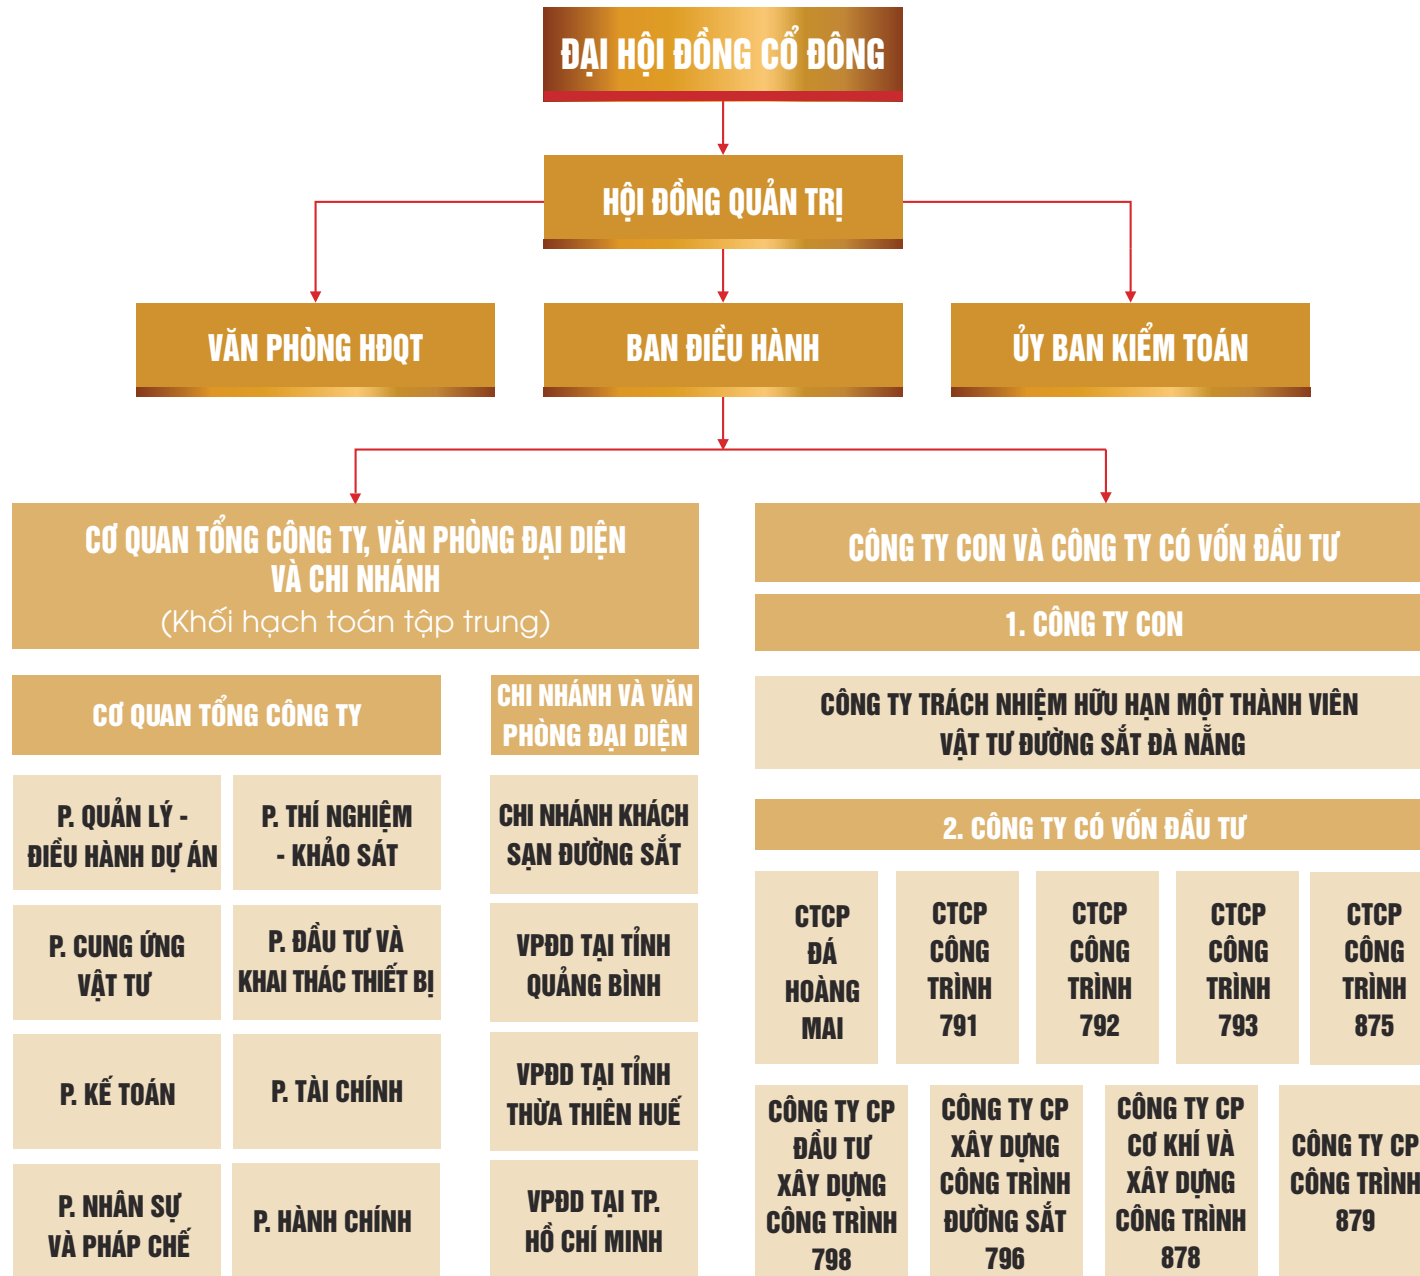 ĐẠI HỘI ĐỒNG CỔ ĐÔNG
HỘI ĐỒNG QUẢN TRỊ
VĂN PHÒNG HĐQT
BAN ĐIỀU HÀNH
ỦY BAN KIỂM TOÁN
CƠ QUAN TỔNG CÔNG TY, VĂN PHÒNG ĐẠI DIỆN
VÀ CHI NHÁNH
(Khối hạch toán tập trung)
CƠ QUAN TỔNG CÔNG TY
P. QUẢN LÝ -
ĐIỀU HÀNH DỰ ÁN
P. THÍ NGHIỆM
- KHẢO SÁT
P. CUNG ỨNG
VẬT TƯ
P. ĐẦU TƯ VÀ
KHAI THÁC THIẾT BỊ
P. KẾ TOÁN
P. TÀI CHÍNH
P. NHÂN SỰ
VÀ PHÁP CHẾ
P. HÀNH CHÍNH
CHI NHÁNH VÀ VĂN
PHÒNG ĐẠI DIỆN
CHI NHÁNH KHÁCH
SẠN ĐƯỜNG SẮT
VPĐD TẠI TỈNH
QUẢNG BÌNH
VPĐD TẠI TỈNH
THỪA THIÊN HUẾ
VPĐD TẠI TP.
HỒ CHÍ MINH
CÔNG TY CON VÀ CÔNG TY CÓ VỐN ĐẦU TƯ
1. CÔNG TY CON
CÔNG TY TRÁCH NHIỆM HỮU HẠN MỘT THÀNH VIÊN
VẬT TƯ ĐƯỜNG SẮT ĐÀ NẴNG
2. CÔNG TY CÓ VỐN ĐẦU TƯ
CTCP
ĐÁ
HOÀNG
MAI
CTCP
CÔNG
TRÌNH
791
CTCP
CÔNG
TRÌNH
792
CTCP
CÔNG
TRÌNH
793
CTCP
CÔNG
TRÌNH
875
CÔNG TY CP
ĐẦU TƯ
XÂY DỰNG
CÔNG TRÌNH
798
CÔNG TY CP
XÂY DỰNG
CÔNG TRÌNH
ĐƯỜNG SẮT
796
CÔNG TY CP
CƠ KHÍ VÀ
XÂY DỰNG
CÔNG TRÌNH
878
CÔNG TY CP
CÔNG TRÌNH
879